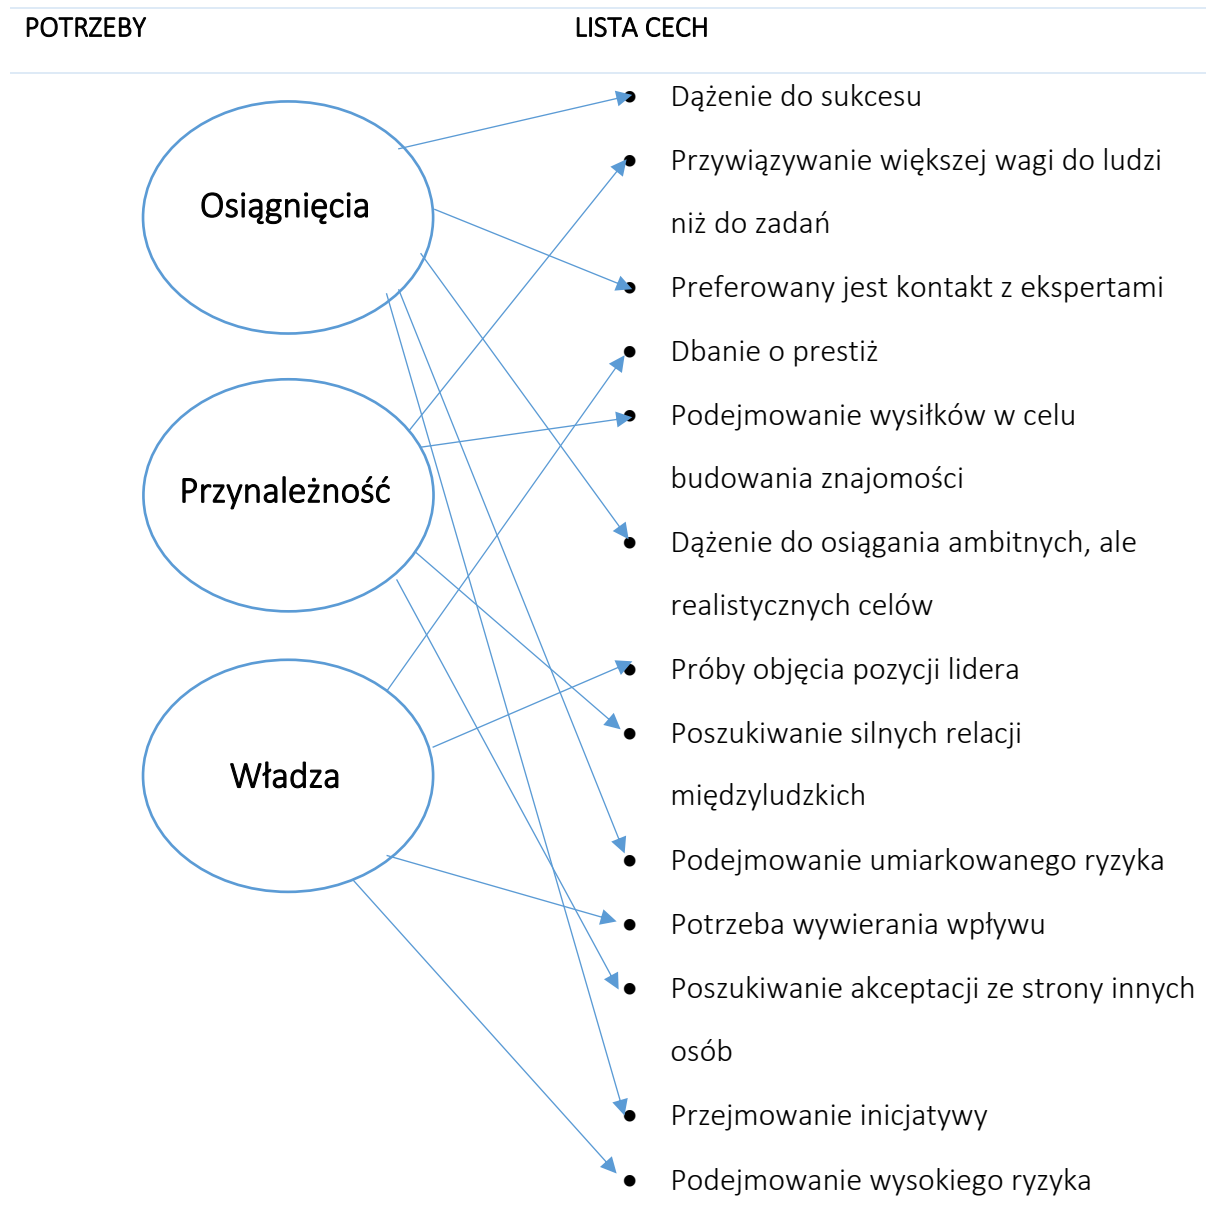 POTRZEBY
LISTA CECH
Osiągnięcia
Przynależność
Władza
Dążenie do sukcesu
Przywiązywanie większej wagi do ludzi
niż do zadań
Preferowany jest kontakt z ekspertami
Dbanie o prestiż
Podejmowanie wysiłków w celu
budowania znajomości
Dążenie do osiągania ambitnych, ale
realistycznych celów
Próby objęcia pozycji lidera
Poszukiwanie silnych relacji
międzyludzkich
Podejmowanie umiarkowanego ryzyka
Potrzeba wywierania wpływu
Poszukiwanie akceptacji ze strony innych
osób
Przejmowanie inicjatywy
Podejmowanie wysokiego ryzyka